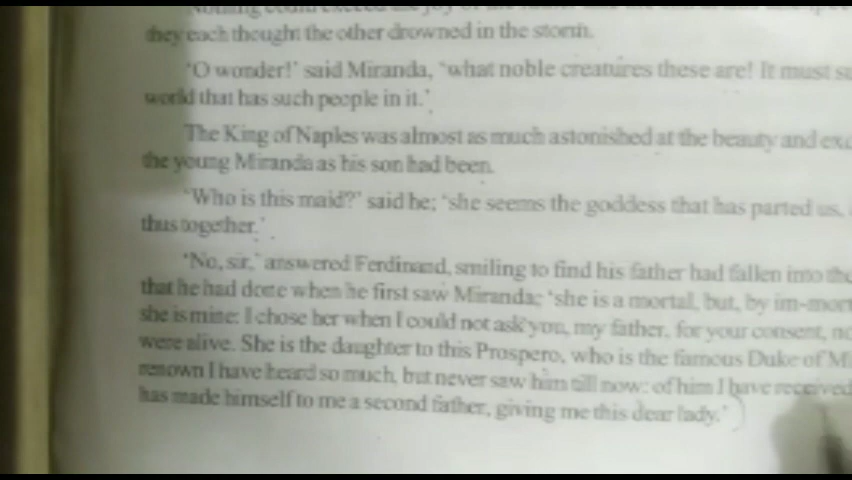 they each thought the other drowned in the storm.
'O wonder!' said Miranda, 'what noble creatures these are! It must
world that has such people in it.'
The King of Naples was almost as much astonished at the beauty and
the young Miranda as his son had been.
'Who is this maid?' said he; 'she seems the goddess that has parted us,
thus together.'
'No, sir,' answered Ferdinand, smiling to find his father had fallen into
that he had done when he first saw Miranda; 'she is a mortal, but, by im-mort
she is mine; I chose her when I could not ask you, my father, for your consent,
were alive. She is the daughter to this Prospero, who is the famous Duke of
renown I have heard so much, but never saw him till now: of him I have received
has made himself to me a second father, giving me this dear lady.'